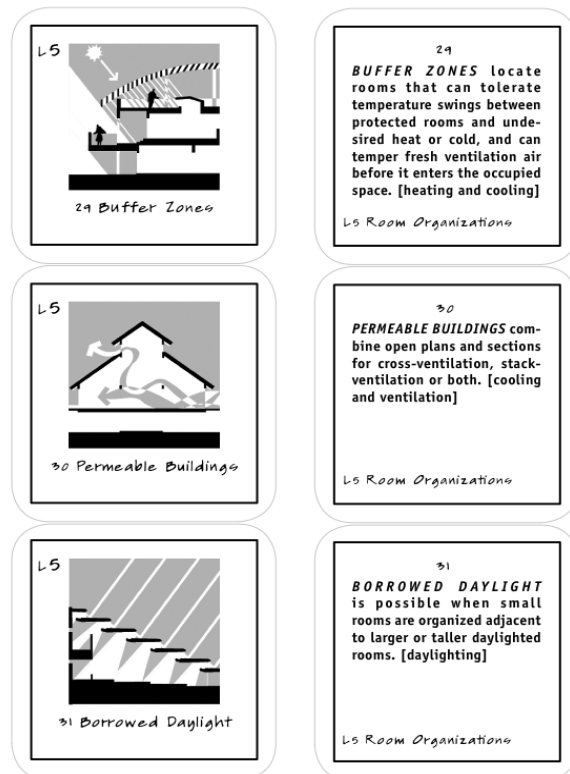 L5
29 Buffer Zones
29
BUFFER ZONES locate
rooms that can tolerate
temperature swings between
protected rooms and unde-
sired heat or cold, and can
temper fresh ventilation air
before it enters the occupied
space. [heating and cooling]
L5 Room Organizations
L5
30 Permeable Buildings
30
PERMEABLE BUILDINGS com-
bine open plans and sections
for cross-ventilation, stack-
ventilation or both. [cooling
and ventilation]
L5 Room Organizations
L5
31 Borrowed Daylight
31
BORROWED DAYLIGHT
is possible when small
rooms are organized adjacent
to larger or taller daylighted
rooms. [daylighting]
L5 Room Organizations